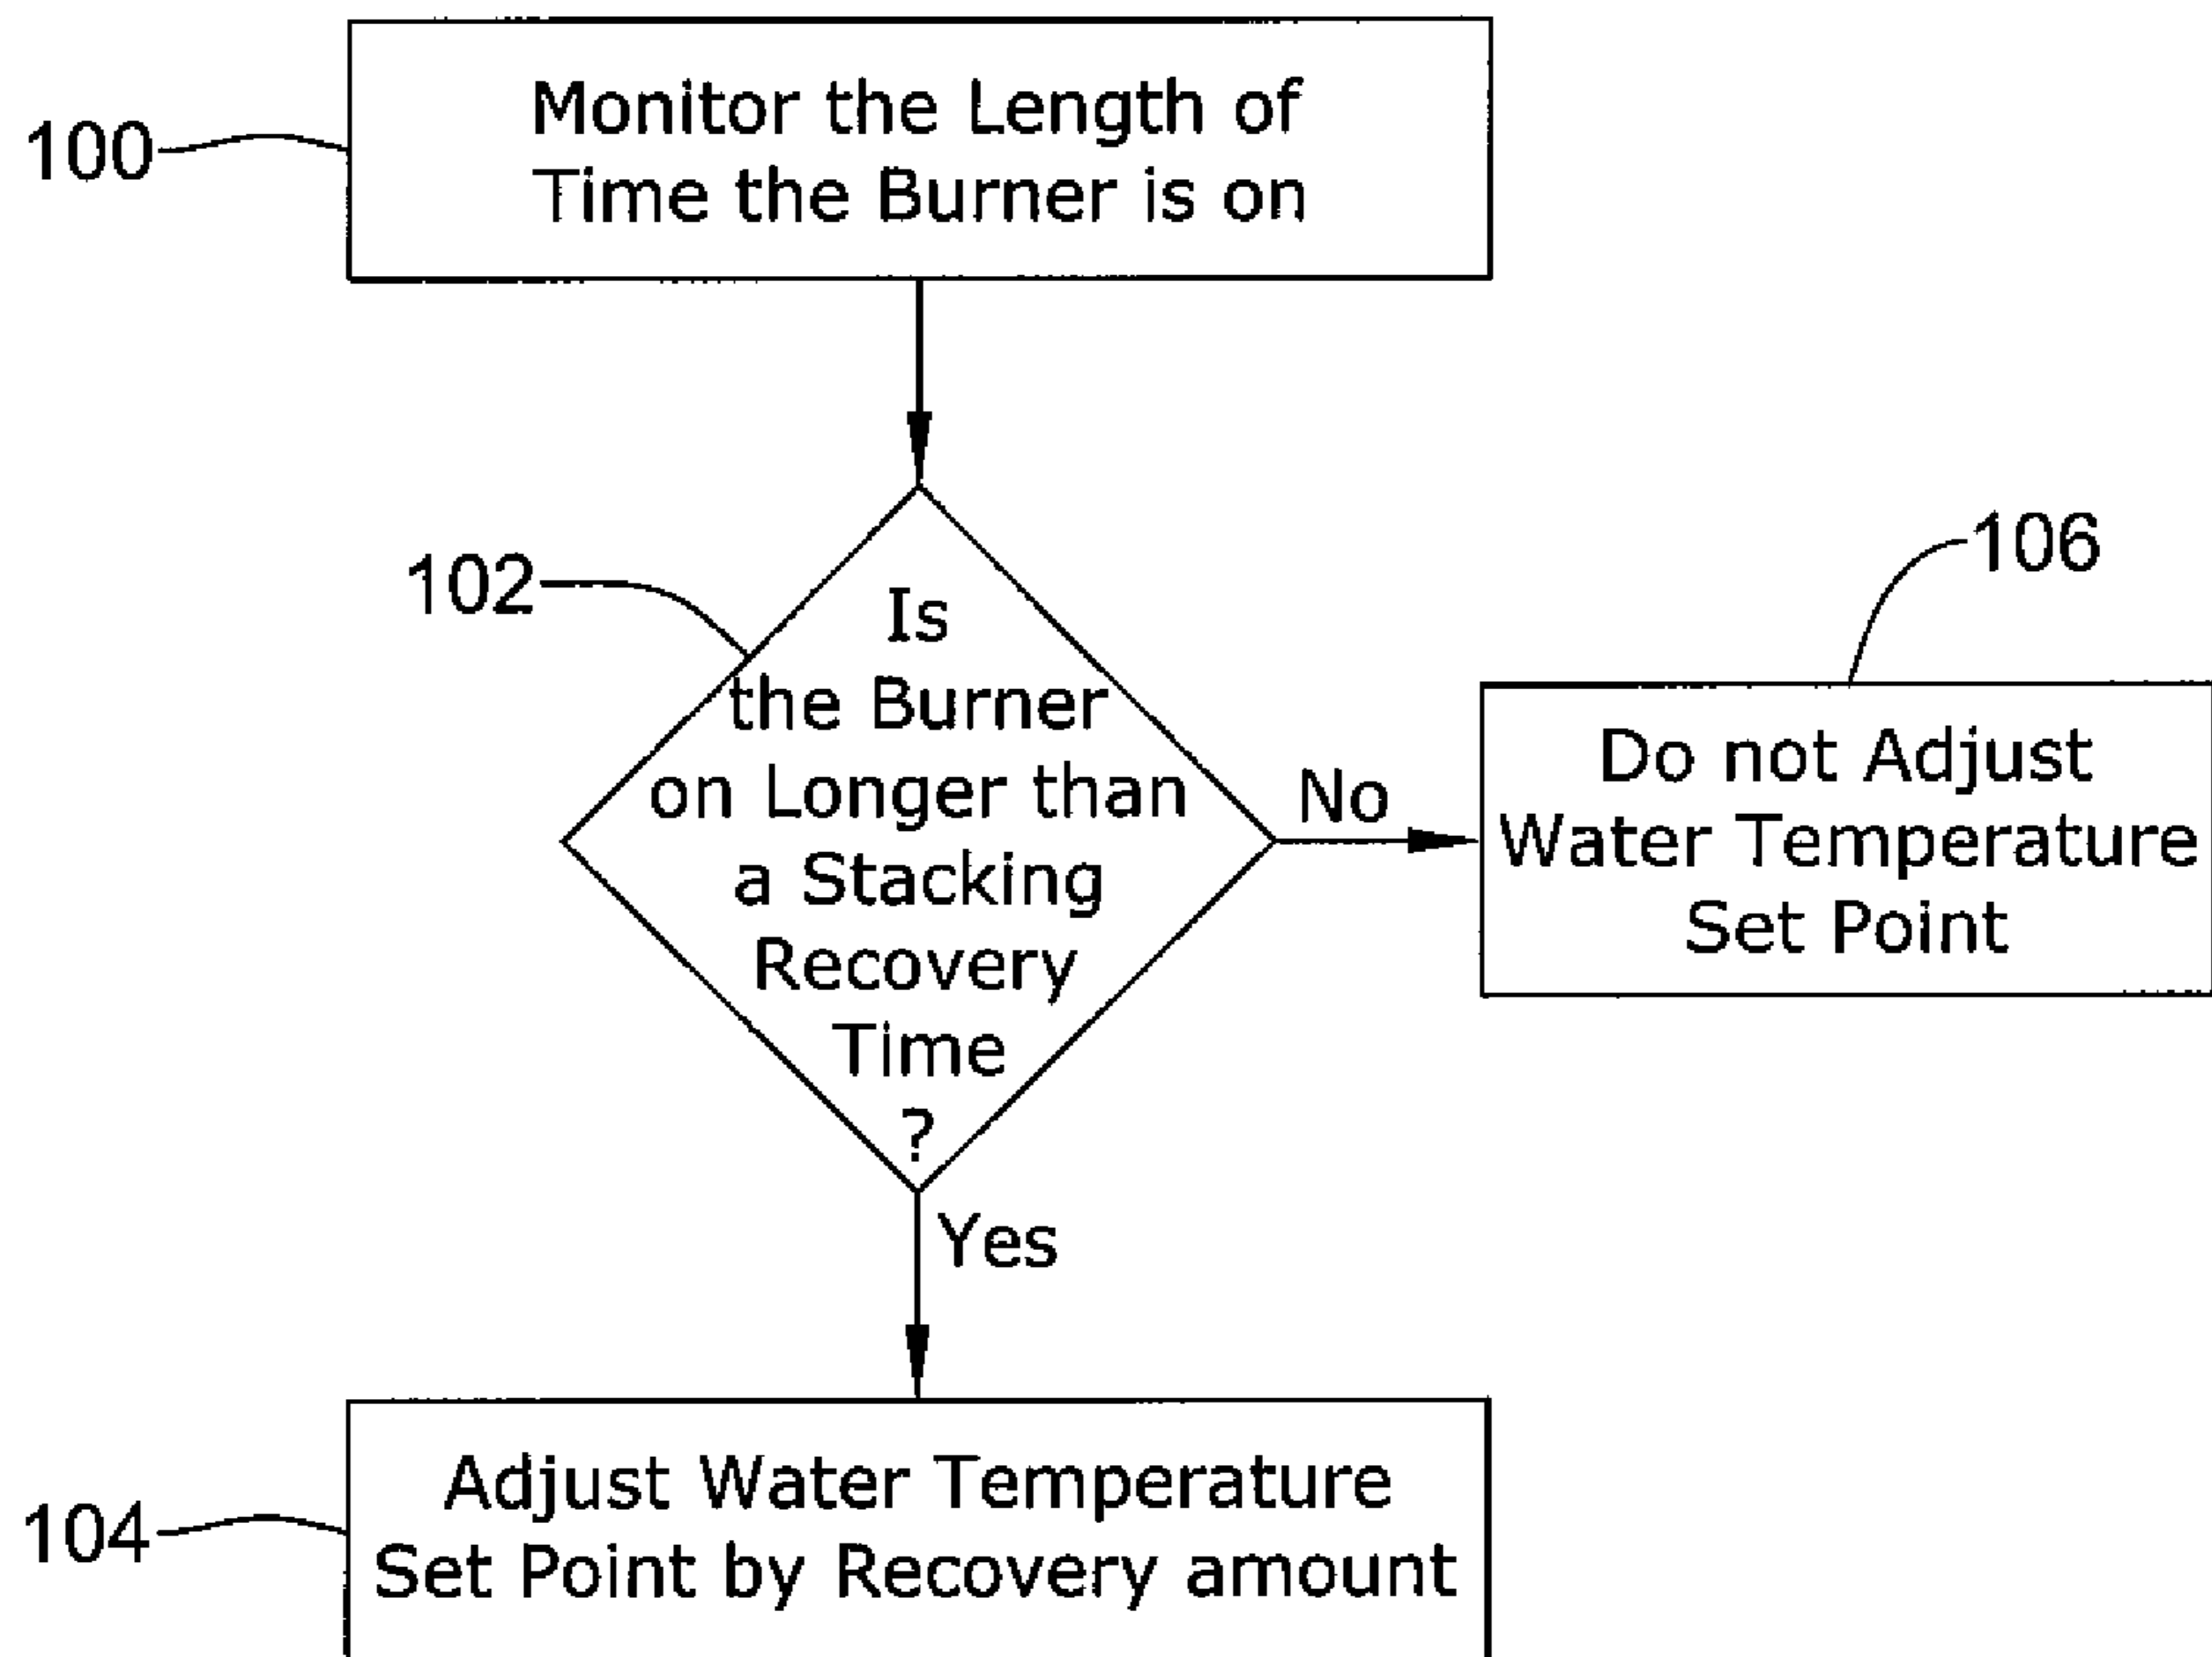 100
Monitor the Length of
Time the Burner is on
102
Is
the Burner
on Longer than
a Stacking
Recovery
Time
?
No
106
Do not Adjust
Water Temperature
Set Point
Yes
104
Adjust Water Temperature
Set Point by Recovery amount